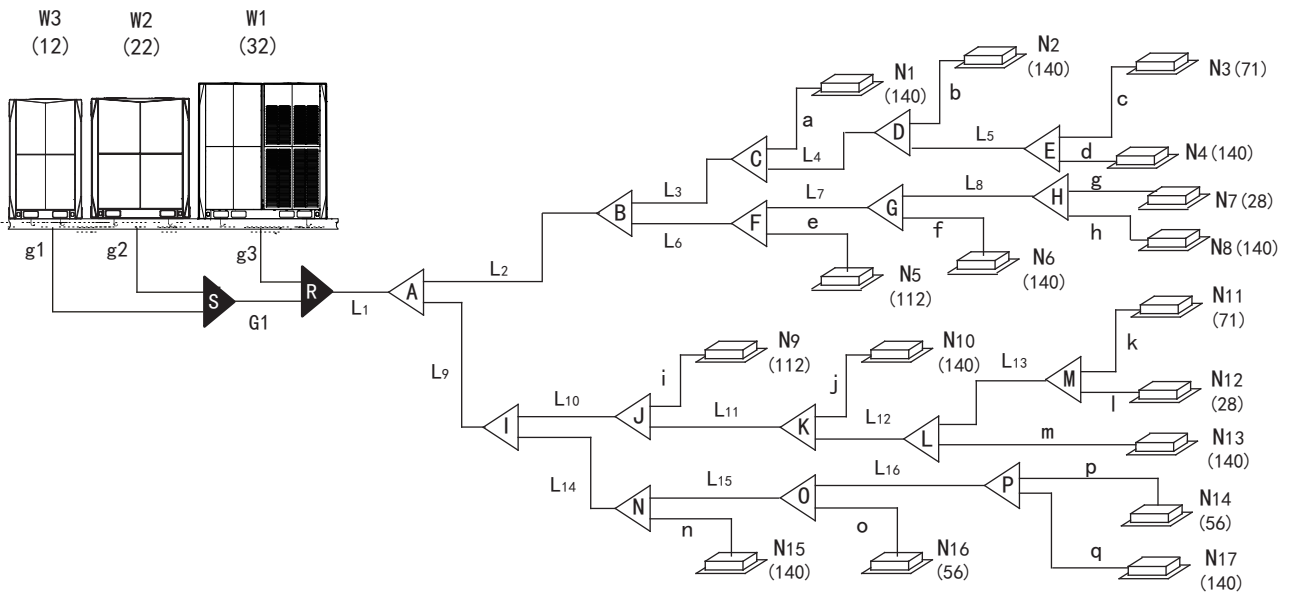 W3
(12)
W2
(22)
W1
(32)
g1
g2
g3
S
G1
R
L1
A
L2
B
L3
C
a
N1
(140)
L4
D
b
N2
(140)
L5
E
c
N3(71)
d
N4(140)
L6
F
L7
e
N5
(112)
G
f
N6
(140)
L8
H
g
N7(28)
h
N8(140)
L9
I
L10
J
i
N9
(112)
L11
K
j
N10
(140)
L12
L
L13
M
k
N11
(71)
l
N12
(28)
m
N13
(140)
L14
N
L15
n
N15
(140)
O
o
N16
(56)
L16
P
p
N14
(56)
q
N17
(140)